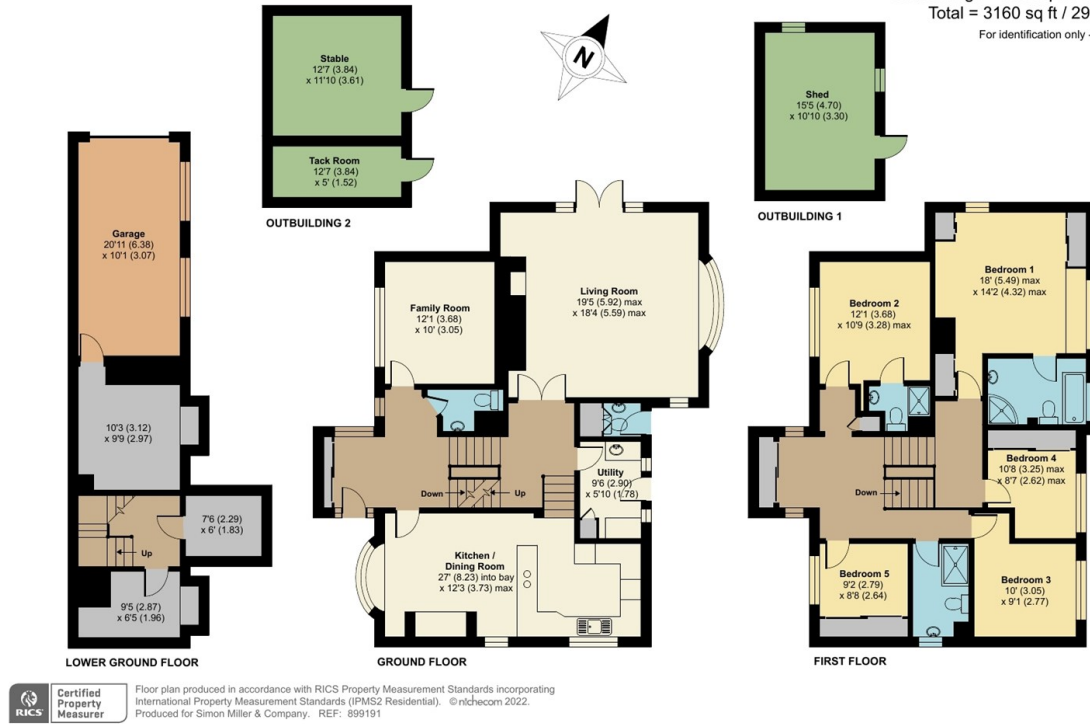 Total = 3160 sq ft / 29
For identification only -
Stable
12'7 (3.84)
x 11'10 (3.61)
Tack Room
12'7 (3.84)
x 5' (1.52)
OUTBUILDING 2
N
Shed
15'5 (4.70)
x 10'10 (3.30)
OUTBUILDING 1
Garage
20'11 (6.38)
x 10'1 (3.07)
10'3 (3.12)
x 9'9 (2.97)
7'6 (2.29)
x 6' (1.83)
Up
9'5 (2.87)
x 6'5 (1.96)
LOWER GROUND FLOOR
Family Room
12'1 (3.68)
x 10' (3.05)
Living Room
19'5 (5.92) max
x 18'4 (5.59) max
Utility
9'6 (2.90)
x 5'10 (1.78)
Down
Up
Kitchen /
Dining Room
27' (8.23) into bay
x 12'3 (3.73) max
GROUND FLOOR
Bedroom 1
18' (5.49) max
x 14'2 (4.32) max
Bedroom 2
12'1 (3.68)
x 10'9 (3.28) max
Bedroom 4
10'8 (3.25) max
x 8'7 (2.62) max
Down
Bedroom 5
9'2 (2.79)
x 8'8 (2.64)
Bedroom 3
10' (3.05)
x 9'1 (2.77)
FIRST FLOOR
RICS
Certified
Property
Measurer
Floor plan produced in accordance with RICS Property Measurement Standards incorporating
International Property Measurement Standards (IPMS2 Residential). © ntchecom 2022.
Produced for Simon Miller & Company. REF: 899191